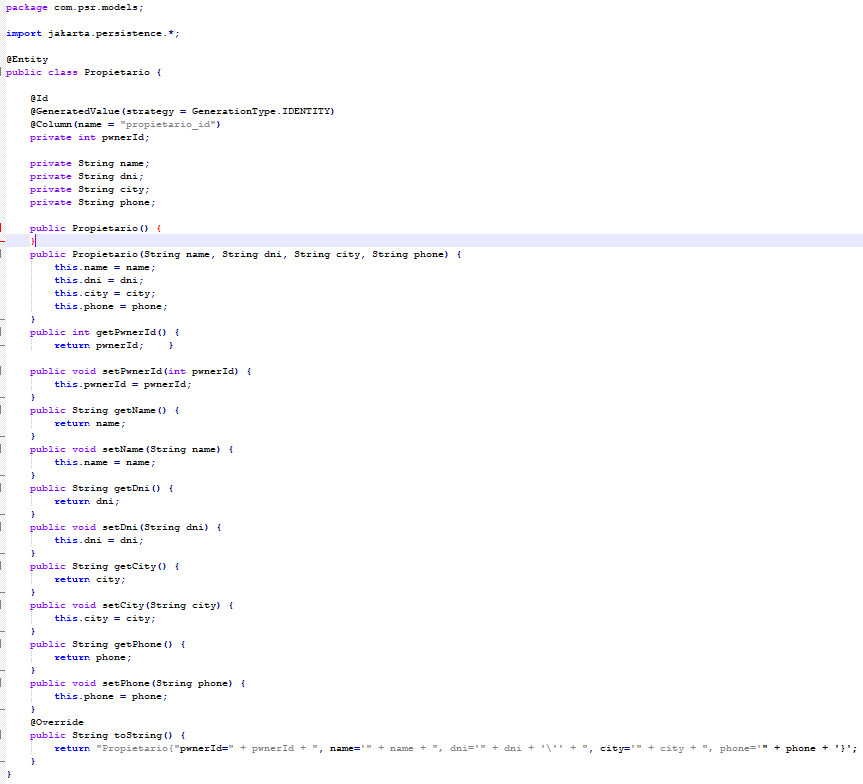 package com.psr.models;
import jakarta.persistence.*;
@Entity
public class Propietario {
@Id
@GeneratedValue(strategy = GenerationType.IDENTITY)
@Column(name = "propietario_id")
private int pwnerId;
private String name;
private String dni;
private String city;
private String phone;
public Propietario() {
}
public Propietario(String name, String dni, String city, String phone) {
this.name = name;
this.dni = dni;
this.city = city;
this.phone = phone;
}
public int getPwnerId() {
return pwnerId;    }
public void setPwnerId(int pwnerId) {
this.pwnerId = pwnerId;
}
public String getName() {
return name;
}
public void setName(String name) {
this.name = name;
}
public String getDni() {
return dni;
}
public void setDni(String dni) {
this.dni = dni;
}
public String getCity() {
return city;
}
public void setCity(String city) {
this.city = city;
}
public String getPhone() {
return phone;
}
public void setPhone(String phone) {
this.phone = phone;
}
@Override
public String toString() {
return "Propietario{"pwnerId=" + pwnerId + ", name='" + name + ", dni='" + dni + '\'' + ", city='" + city + ", phone='" + phone + '}';
}
}